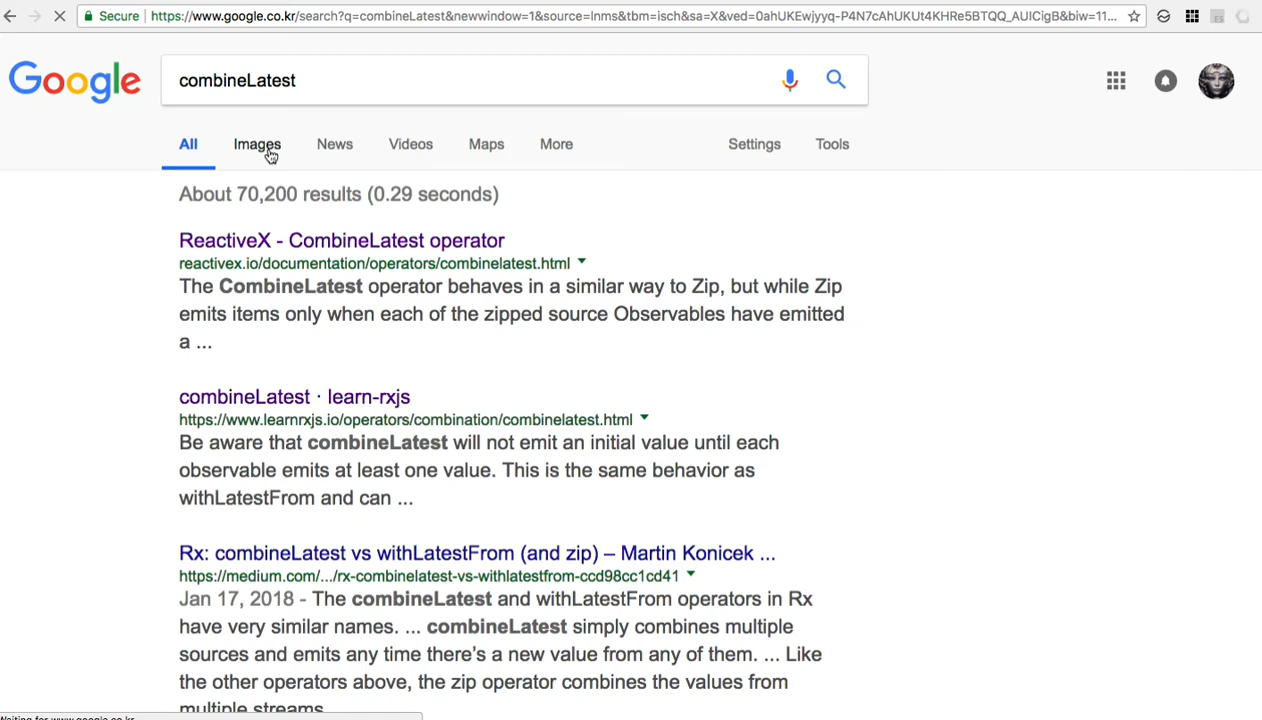 Secure https://www.google.co.kr/search?q=combineLatest&newwindow=1&source=lnms&tbm=isch&sa=X&ved=0ahUKEwjyyq-P4N7cAhUKUt4KHRe5BTQQ_AUICigB&biw=11...
Google combineLatest
All Images News Videos Maps More Settings Tools
About 70,200 results (0.29 seconds)
ReactiveX - CombineLatest operator
reactivex.io/documentation/operators/combinelatest.html
The CombineLatest operator behaves in a similar way to Zip, but while Zip
emits items only when each of the zipped source Observables have emitted
a ...
combineLatest · learn-rxjs
https://www.learnrxjs.io/operators/combination/combinelatest.html
Be aware that combineLatest will not emit an initial value until each
observable emits at least one value. This is the same behavior as
withLatestFrom and can ...
Rx: combineLatest vs withLatestFrom (and zip) – Martin Konicek ...
https://medium.com/.../rx-combinelatest-vs-withlatestfrom-ccd98cc1cd41
Jan 17, 2018 - The combineLatest and withLatestFrom operators in Rx
have very similar names. ... combineLatest simply combines multiple
sources and emits any time there's a new value from any of them. ... Like
the other operators above, the zip operator combines the values from
multiple streams.
Waiting for www.google.co.kr